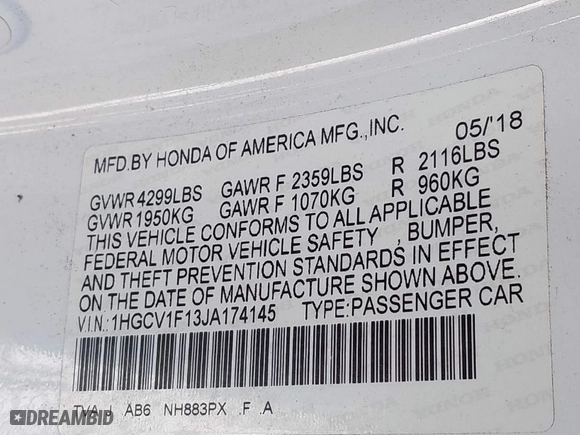 MFD.BY HONDA OF AMERICA MFG.,INC. 05/'18
GVWR 4299LBS GAWR F 2359LBS R 2116LBS
GVWR 1950KG GAWR F 1070KG R 960KG
THIS VEHICLE CONFORMS TO ALL APPLICABLE
FEDERAL MOTOR VEHICLE SAFETY , BUMPER,
AND THEFT PREVENTION STANDARDS IN EFFECT
ON THE DATE OF MANUFACTURE SHOWN ABOVE.
V.I.N.:1HGCV1F13JA174145 TYPE:PASSENGER CAR
AB6 NH883PX .F .A
DREAMBID